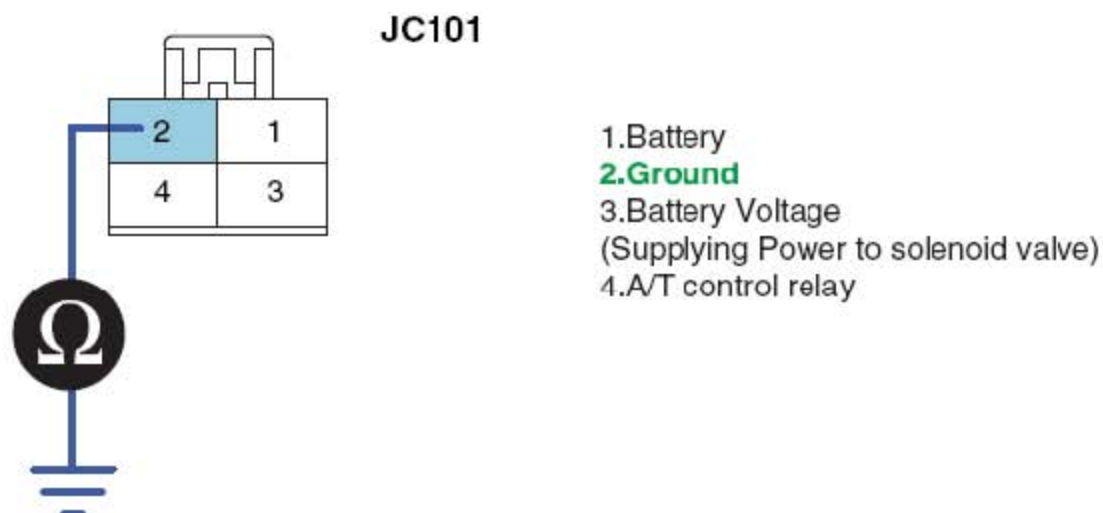 JC101
2 1
4 3
Ω
1.Battery
2.Ground
3.Battery Voltage
(Supplying Power to solenoid valve)
4.A/T control relay